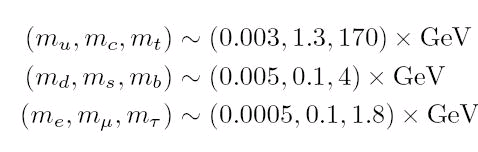 (m_u, m_c, m_t) ∼ (0.003, 1.3, 170) × GeV
(m_d, m_s, m_b) ∼ (0.005, 0.1, 4) × GeV
(m_e, m_μ, m_τ) ∼ (0.0005, 0.1, 1.8) × GeV